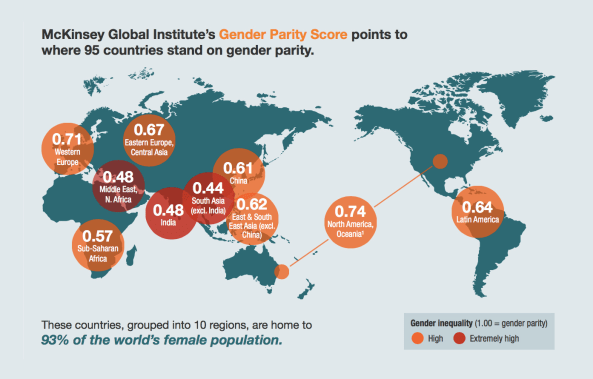 McKinsey Global Institute's Gender Parity Score points to
where 95 countries stand on gender parity.
0.71
Western
Europe
0.67
Eastern Europe,
Central Asia
0.48
Middle East,
N. Africa
0.48
India
0.44
South Asia
(excl. India)
0.61
China
0.62
East & South
East Asia (excl.
China)
0.57
Sub-Saharan
Africa
0.74
North America,
Oceania¹
0.64
Latin America
These countries, grouped into 10 regions, are home to
93% of the world's female population.
Gender inequality (1.00 = gender parity)
High
Extremely high